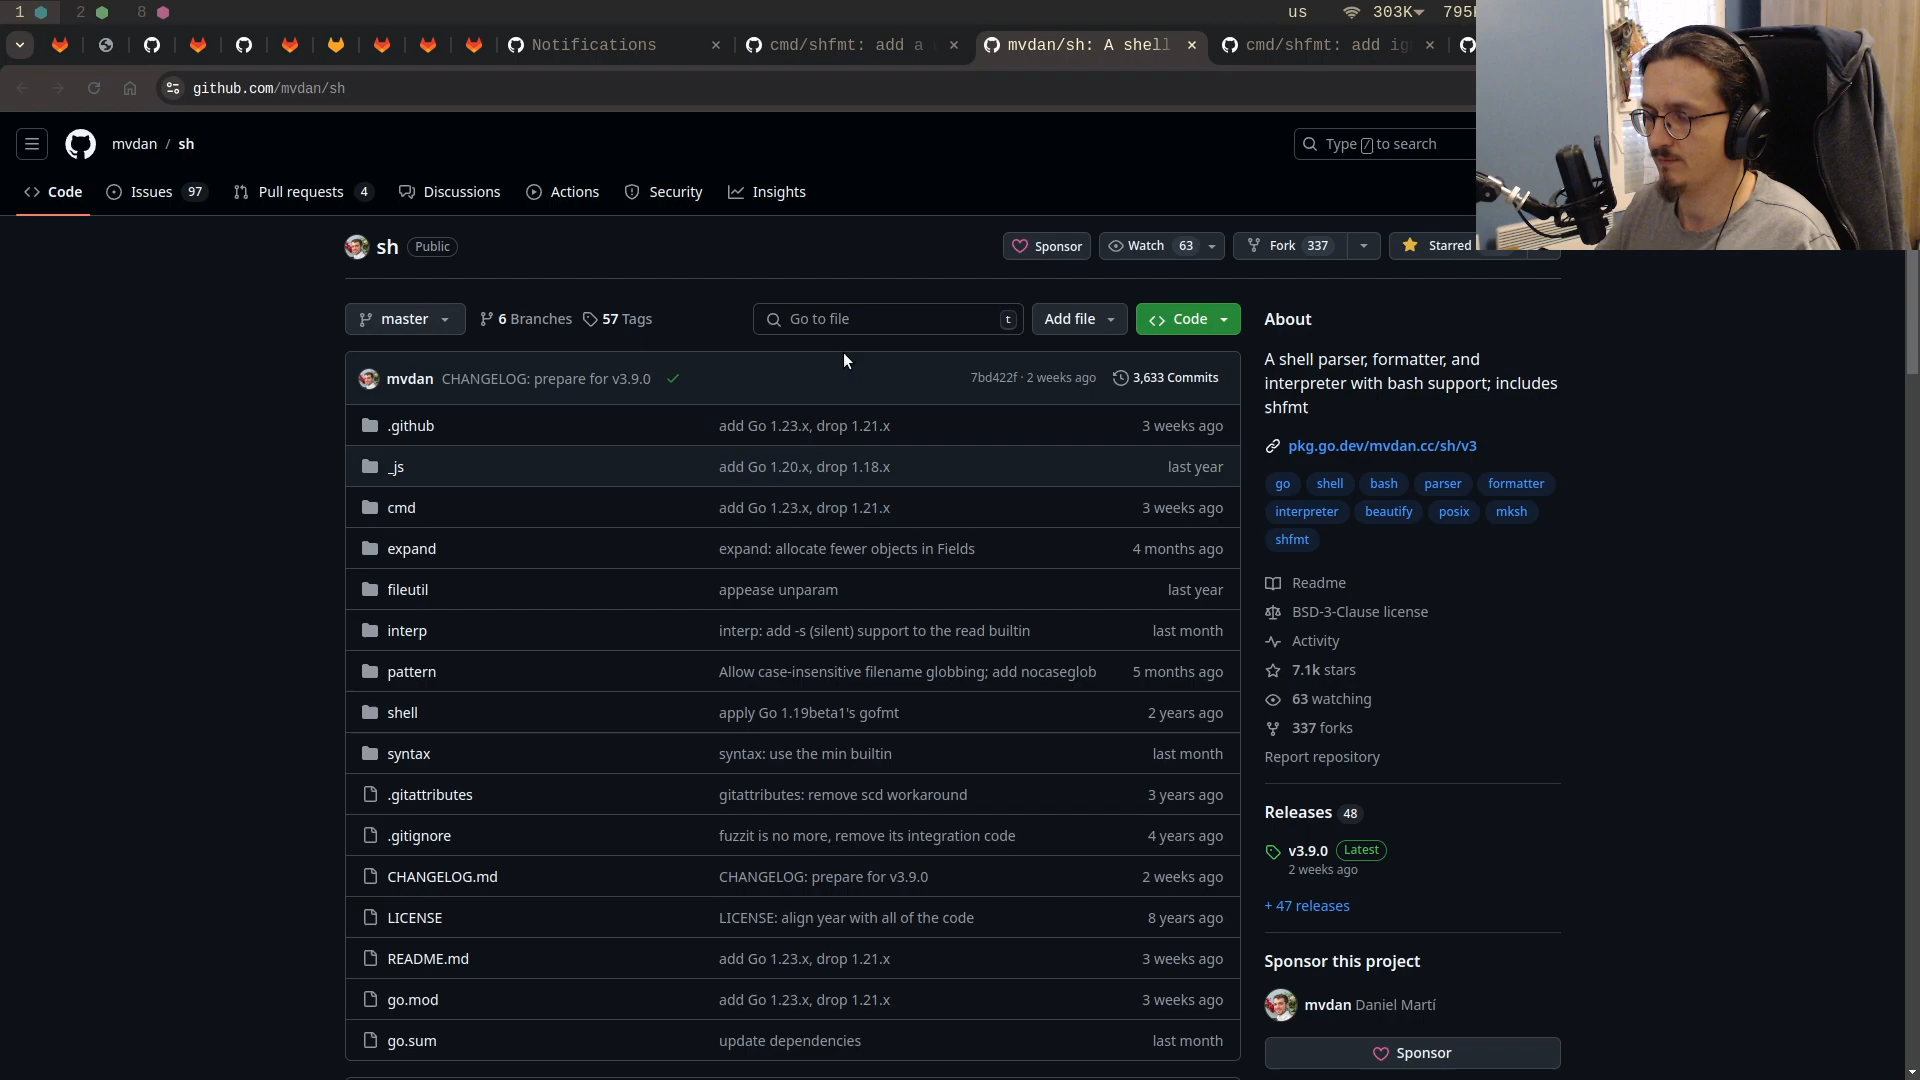 1 2 8 us 303K 795
Notifications cmd/shfmt: add a mvdan/sh: A shell cmd/shfmt: add ig
github.com/mvdan/sh
mvdan / sh Type / to search
Code Issues 97 Pull requests 4 Discussions Actions Security Insights
sh Public Sponsor Watch 63 Fork 337 Starred
master 6 Branches 57 Tags Go to file t Add file Code
mvdan CHANGELOG: prepare for v3.9.0 7bd422f · 2 weeks ago 3,633 Commits
.github add Go 1.23.x, drop 1.21.x 3 weeks ago
_js add Go 1.20.x, drop 1.18.x last year
cmd add Go 1.23.x, drop 1.21.x 3 weeks ago
expand expand: allocate fewer objects in Fields 4 months ago
fileutil appease unparam last year
interp interp: add -s (silent) support to the read builtin last month
pattern Allow case-insensitive filename globbing; add nocaseglob 5 months ago
shell apply Go 1.19beta1's gofmt 2 years ago
syntax syntax: use the min builtin last month
.gitattributes gitattributes: remove scd workaround 3 years ago
.gitignore fuzzit is no more, remove its integration code 4 years ago
CHANGELOG.md CHANGELOG: prepare for v3.9.0 2 weeks ago
LICENSE LICENSE: align year with all of the code 8 years ago
README.md add Go 1.23.x, drop 1.21.x 3 weeks ago
go.mod add Go 1.23.x, drop 1.21.x 3 weeks ago
go.sum update dependencies last month
About
A shell parser, formatter, and
interpreter with bash support; includes
shfmt
pkg.go.dev/mvdan.cc/sh/v3
go shell bash parser formatter
interpreter beautify posix mksh
shfmt
Readme
BSD-3-Clause license
Activity
7.1k stars
63 watching
337 forks
Report repository
Releases 48
v3.9.0 Latest
2 weeks ago
+ 47 releases
Sponsor this project
mvdan Daniel Martí
Sponsor